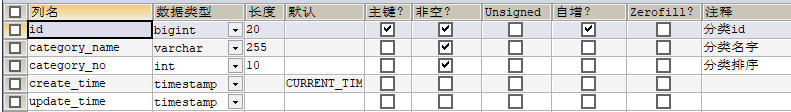 列名 数据类型 长度 默认 主键? 非空? Unsigned 自增? Zerofill? 注释
id bigint 20 分类id
category_name varchar 255 分类名字
category_no int 10 分类排序
create_time timestamp CURRENT_TIM
update_time timestamp